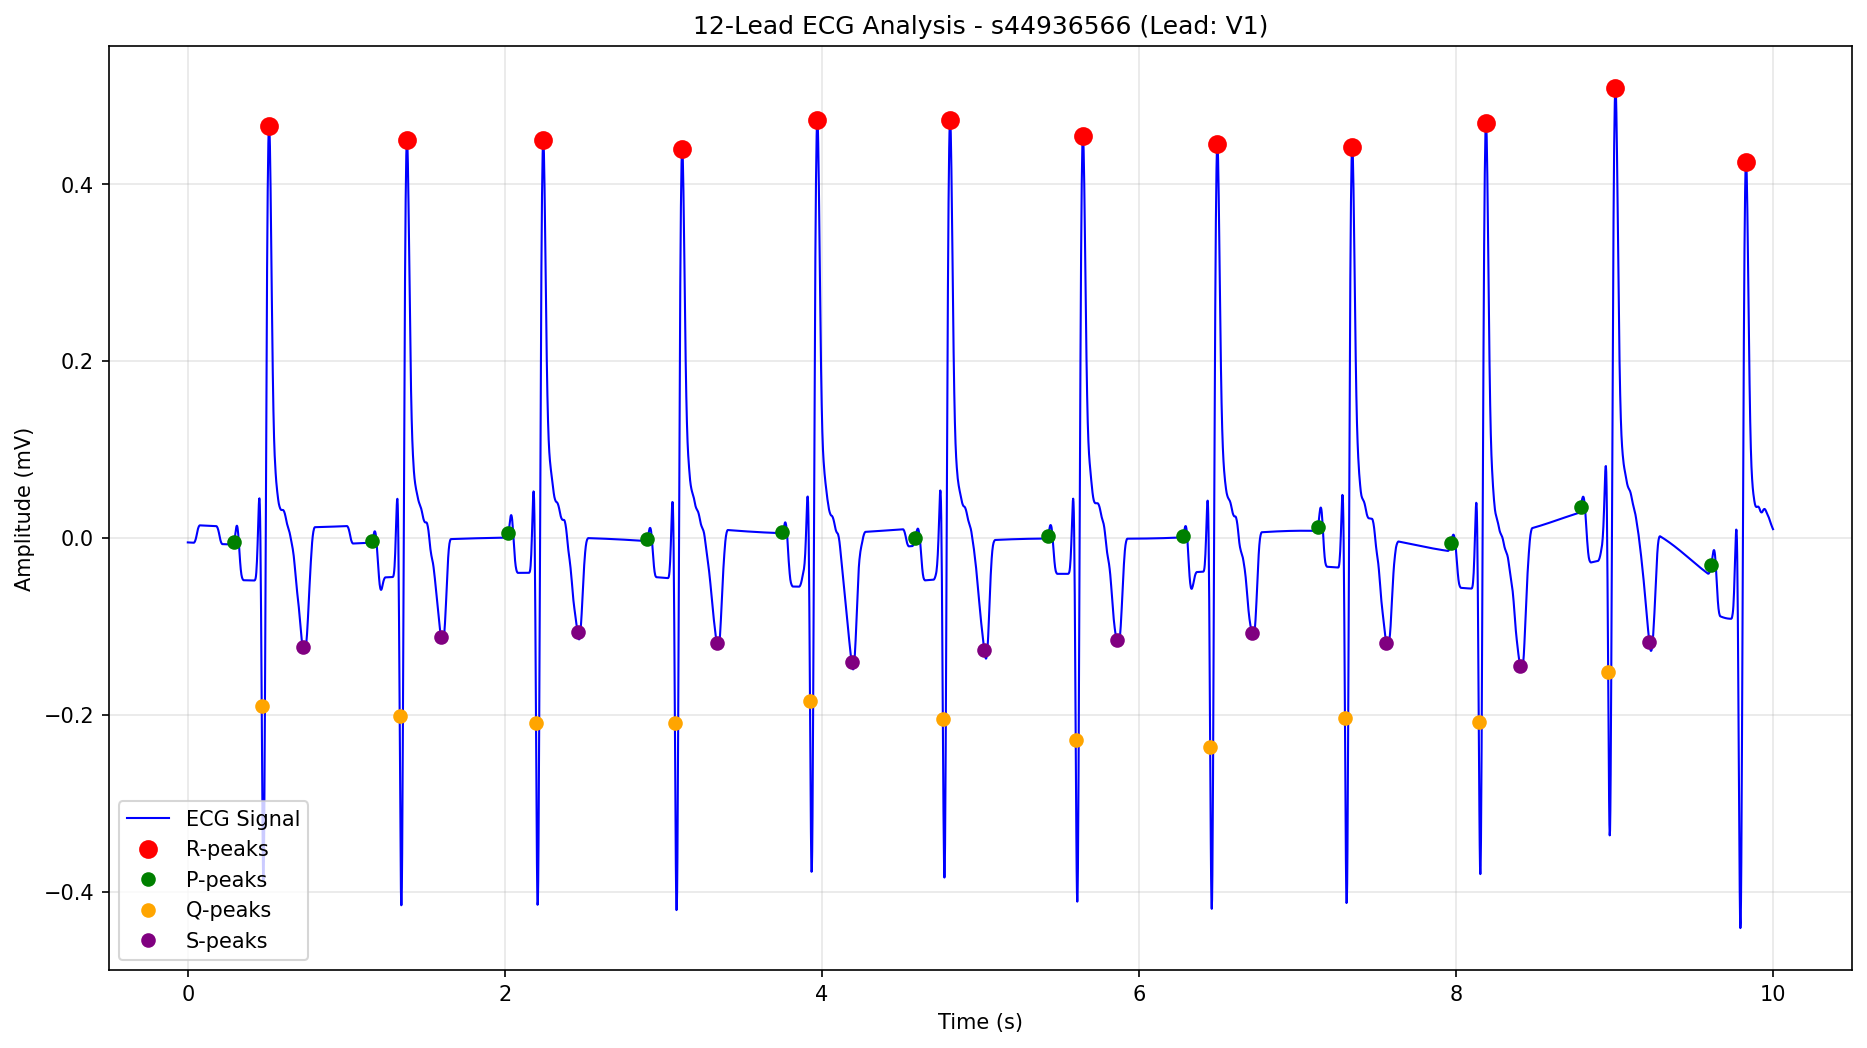 12-Lead ECG Analysis - s44936566 (Lead: V1)
Amplitude (mV)
0.4
0.2
0.0
−0.2
−0.4
ECG Signal
R-peaks
P-peaks
Q-peaks
S-peaks
0 2 4 6 8 10
Time (s)